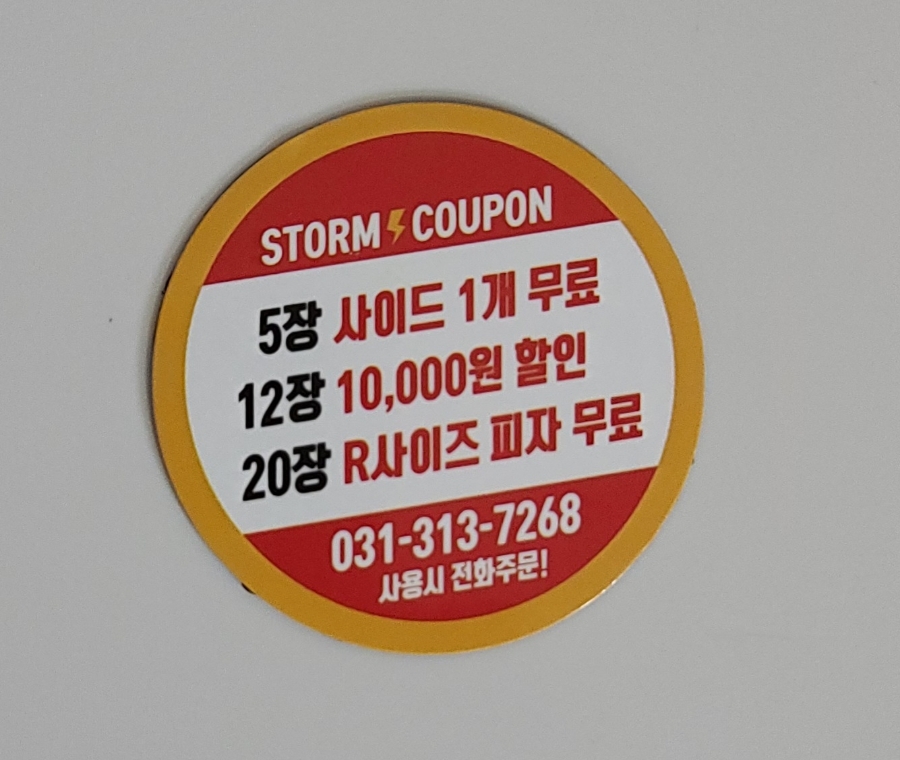 STORM COUPON
5장 사이드 1개 무료
12장 10,000원 할인
20장 R사이즈 피자 무료
031-313-7268
사용시 전화주문!